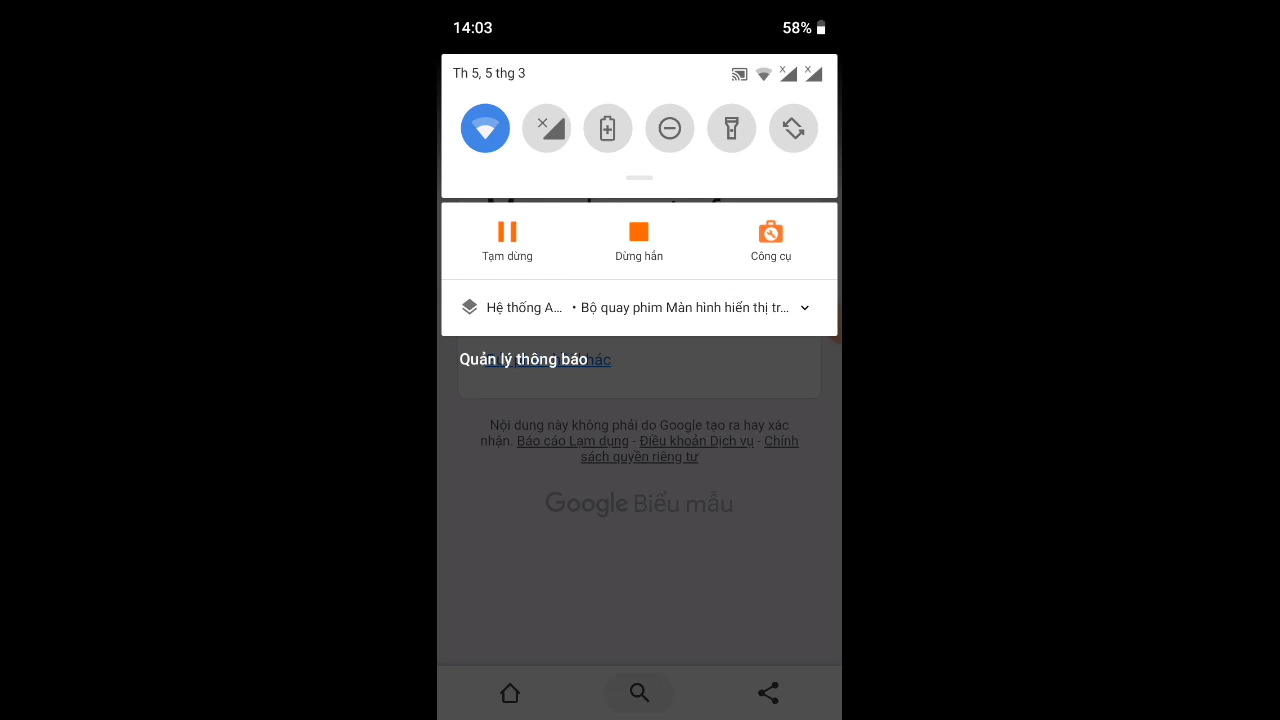 14:03
58%
Th 5, 5 thg 3
Tạm dừng
Dừng hẳn
Công cụ
Hệ thống A... • Bộ quay phim Màn hình hiển thị tr...
Quản lý thông báo
Nội dung này không phải do Google tạo ra hay xác
nhận. Báo cáo Lạm dụng - Điều khoản Dịch vụ - Chính
sách quyền riêng tư
Google Biểu mẫu